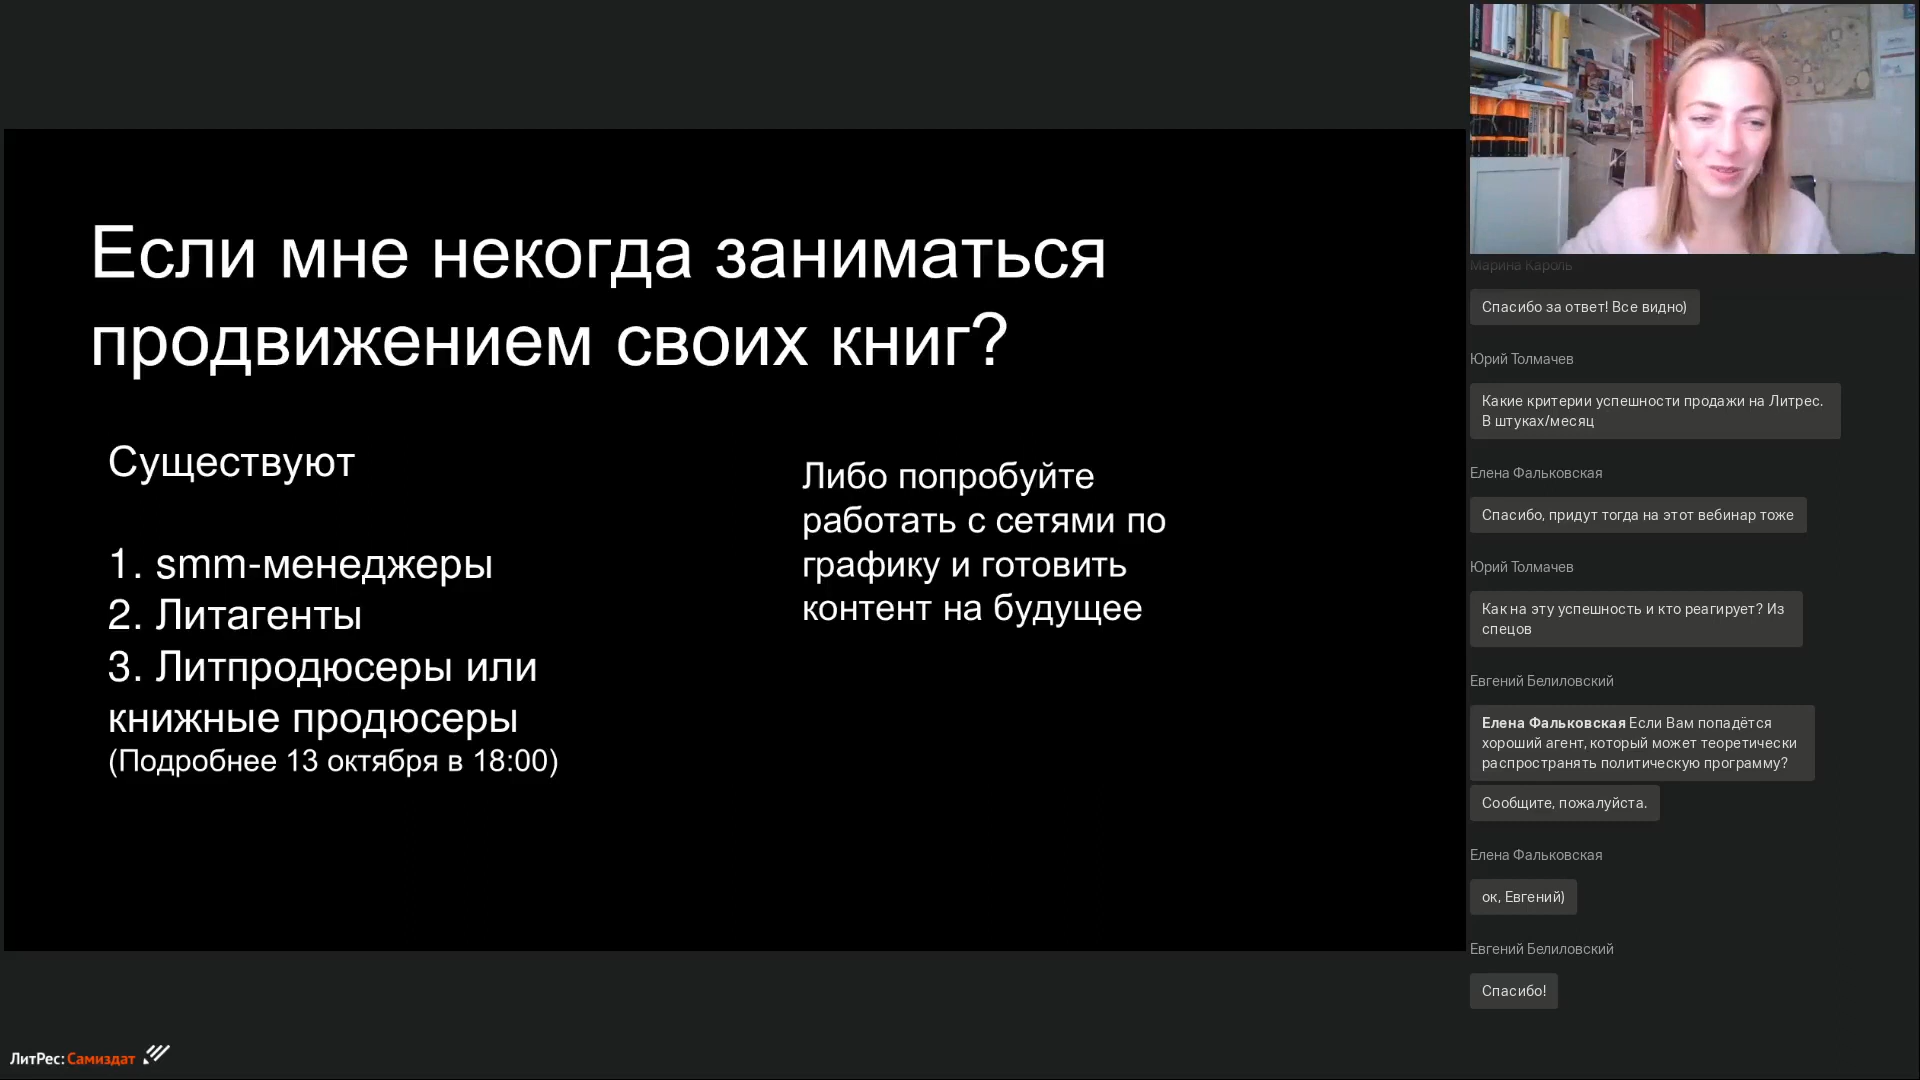 Если мне некогда заниматься
продвижением своих книг?
Существуют
1. smm-менеджеры
2. Литагенты
3. Литпродюсеры или
книжные продюсеры
(Подробнее 13 октября в 18:00)
Либо попробуйте
работать с сетями по
графику и готовить
контент на будущее
ЛитРес: Самиздат
Марина Кароль
Спасибо за ответ! Все видно)
Юрий Толмачев
Какие критерии успешности продажи на Литрес.
В штуках/месяц
Елена Фальковская
Спасибо, придут тогда на этот вебинар тоже
Юрий Толмачев
Как на эту успешность и кто реагирует? Из
спецов
Евгений Белиловский
Елена Фальковская Если Вам попадётся
хороший агент, который может теоретически
распространять политическую программу?
Сообщите, пожалуйста.
Елена Фальковская
ок, Евгений)
Евгений Белиловский
Спасибо!